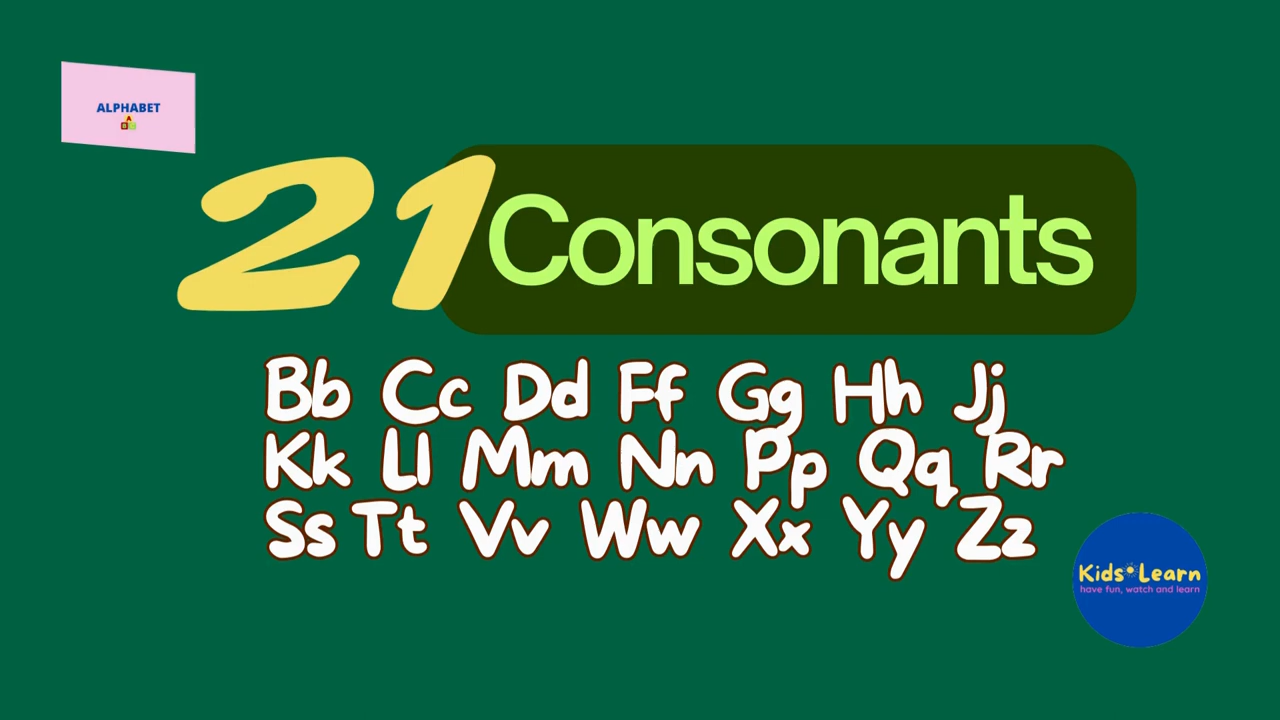 ALPHABET
A
B C
21 Consonants
Bb Cc Dd Ff Gg Hh Jj
Kk Ll Mm Nn Pp Qq Rr
Ss Tt Vv Ww Xx Yy Zz
Kids Learn
have fun, watch and learn